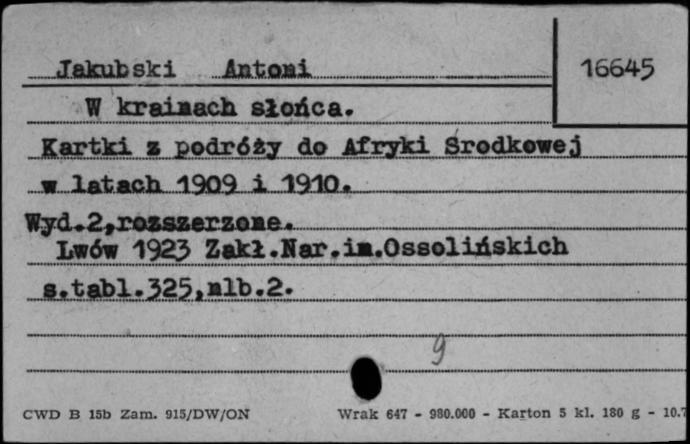 Jakubski Antoni
16645
W krainach słońca.
Kartki z podróży do Afryki Środkowej
w latach 1909 i 1910.
Wyd.2,rozszerzone.
Lwów 1923 Zakł.Nar.im.Ossolińskich
s.tabl.325,nlb.2.
9
CWD B 15b Zam. 915/DW/ON Wrak 647 - 980.000 - Karton 5 kl. 180 g - 10.7